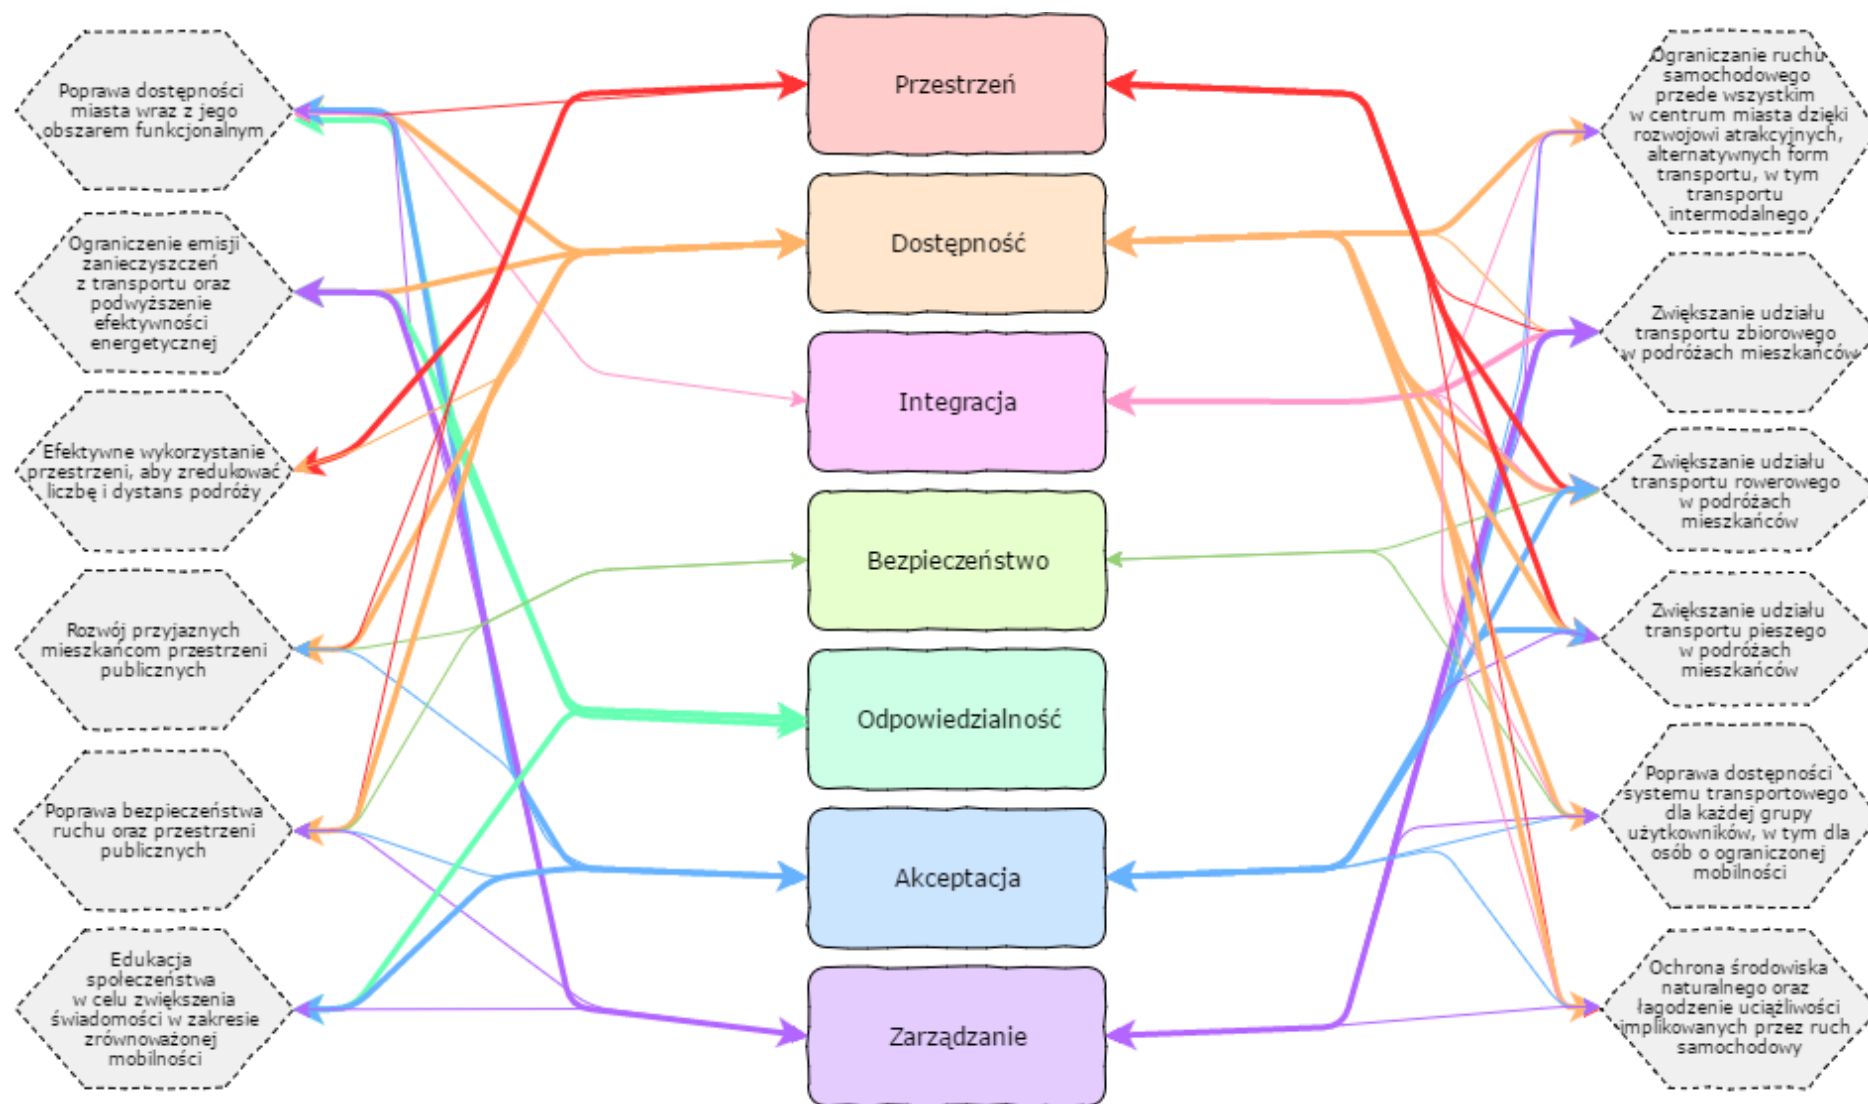 Poprawa dostępności
miasta wraz z jego
obszarem funkcjonalnym
Ograniczenie emisji
zanieczyszczeń
z transportu oraz
podwyższenie
efektywności
energetycznej
Efektywne wykorzystanie
przestrzeni, aby zredukować
liczbę i dystans podróży
Rozwój przyjaznych
mieszkańcom przestrzeni
publicznych
Poprawa bezpieczeństwa
ruchu oraz przestrzeni
publicznych
Edukacja
społeczeństwa
w celu zwiększenia
świadomości w zakresie
zrównoważonej
mobilności
Przestrzeń
Dostępność
Integracja
Bezpieczeństwo
Odpowiedzialność
Akceptacja
Zarządzanie
Ograniczanie ruchu
samochodowego
przede wszystkim
w centrum miasta dzięki
rozwojowi atrakcyjnych,
alternatywnych form
transportu, w tym
transportu
intermodalnego
Zwiększanie udziału
transportu zbiorowego
w podróżach mieszkańców
Zwiększanie udziału
transportu rowerowego
w podróżach
mieszkańców
Zwiększanie udziału
transportu pieszego
w podróżach
mieszkańców
Poprawa dostępności
systemu transportowego
dla każdej grupy
użytkowników, w tym dla
osób o ograniczonej
mobilności
Ochrona środowiska
naturalnego oraz
łagodzenie uciążliwości
implikowanych przez ruch
samochodowy